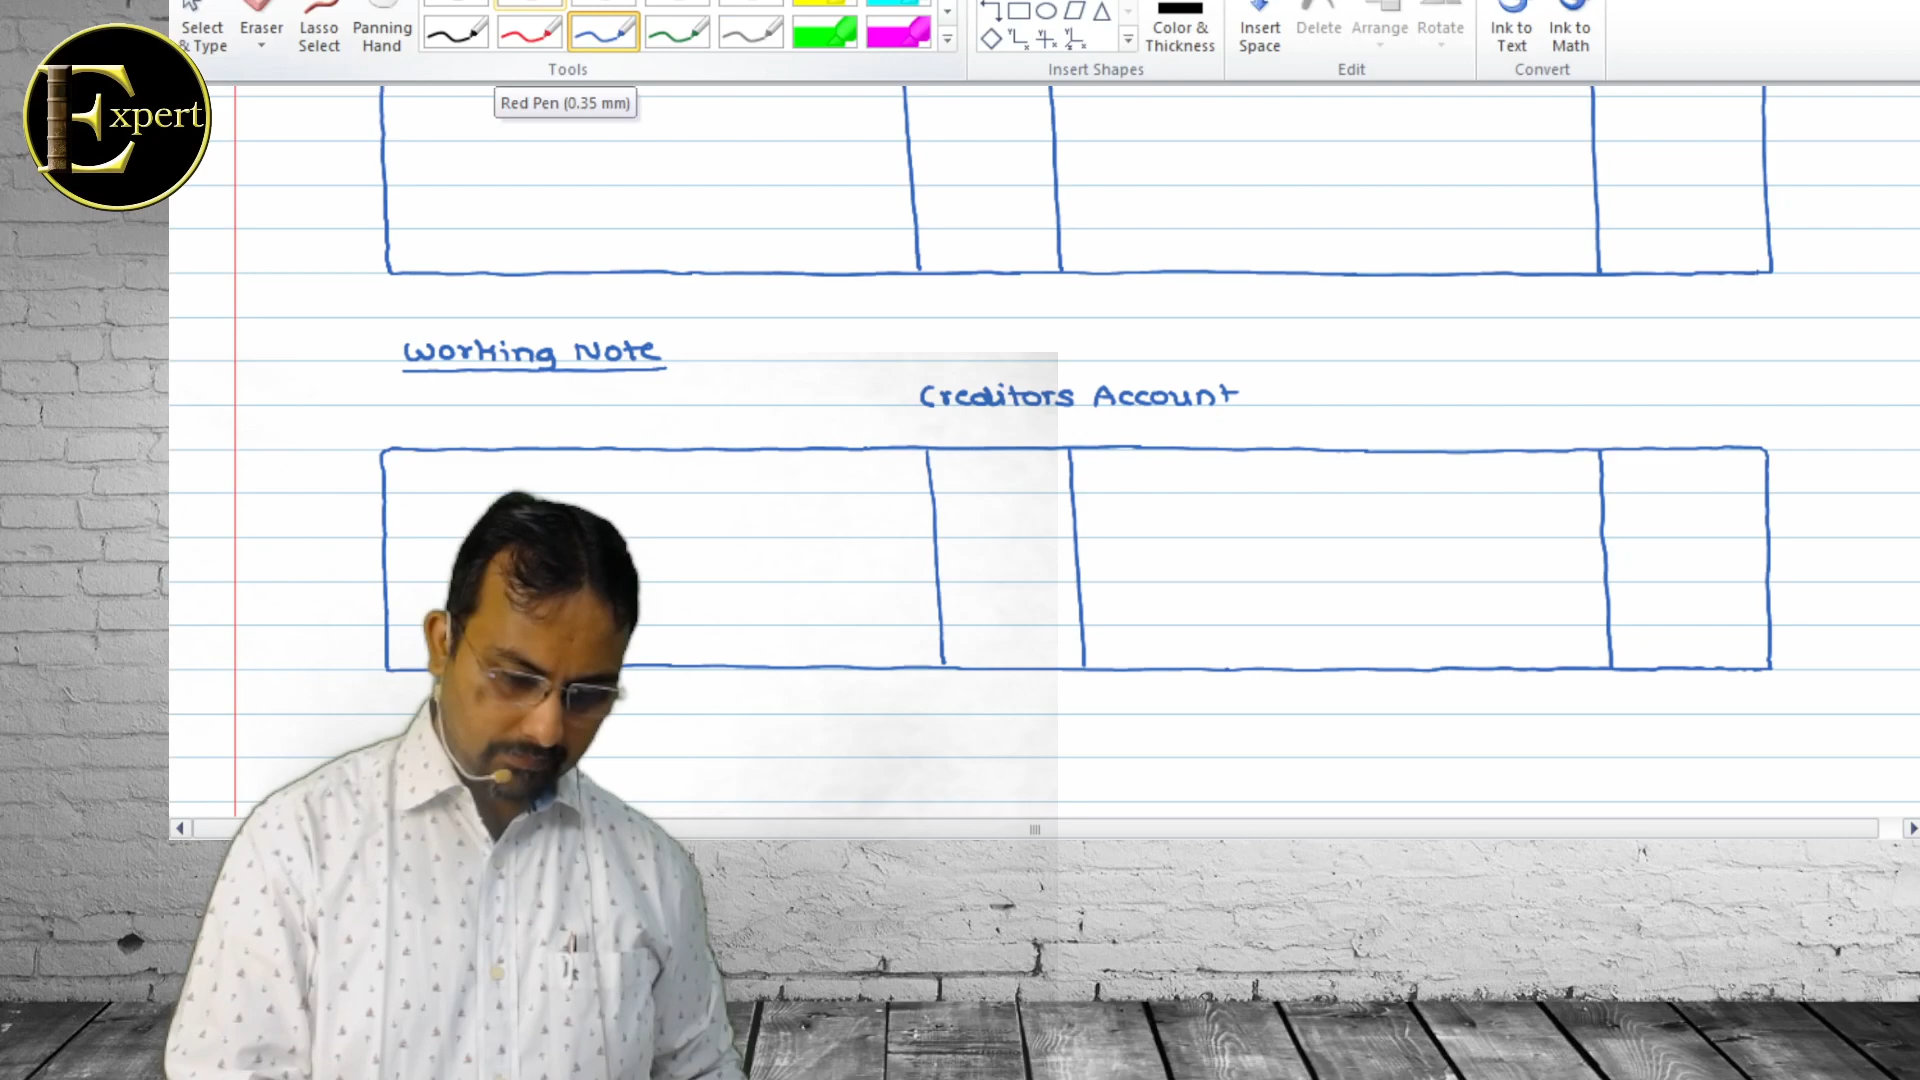 Select & Type
Eraser
Lasso Select
Panning Hand
Color & Thickness
Insert Space
Delete
Arrange
Rotate
Ink to Text
Ink to Math
Tools
Insert Shapes
Edit
Convert
Red Pen (0.35 mm)
Expert
Working Note
Creditors Account